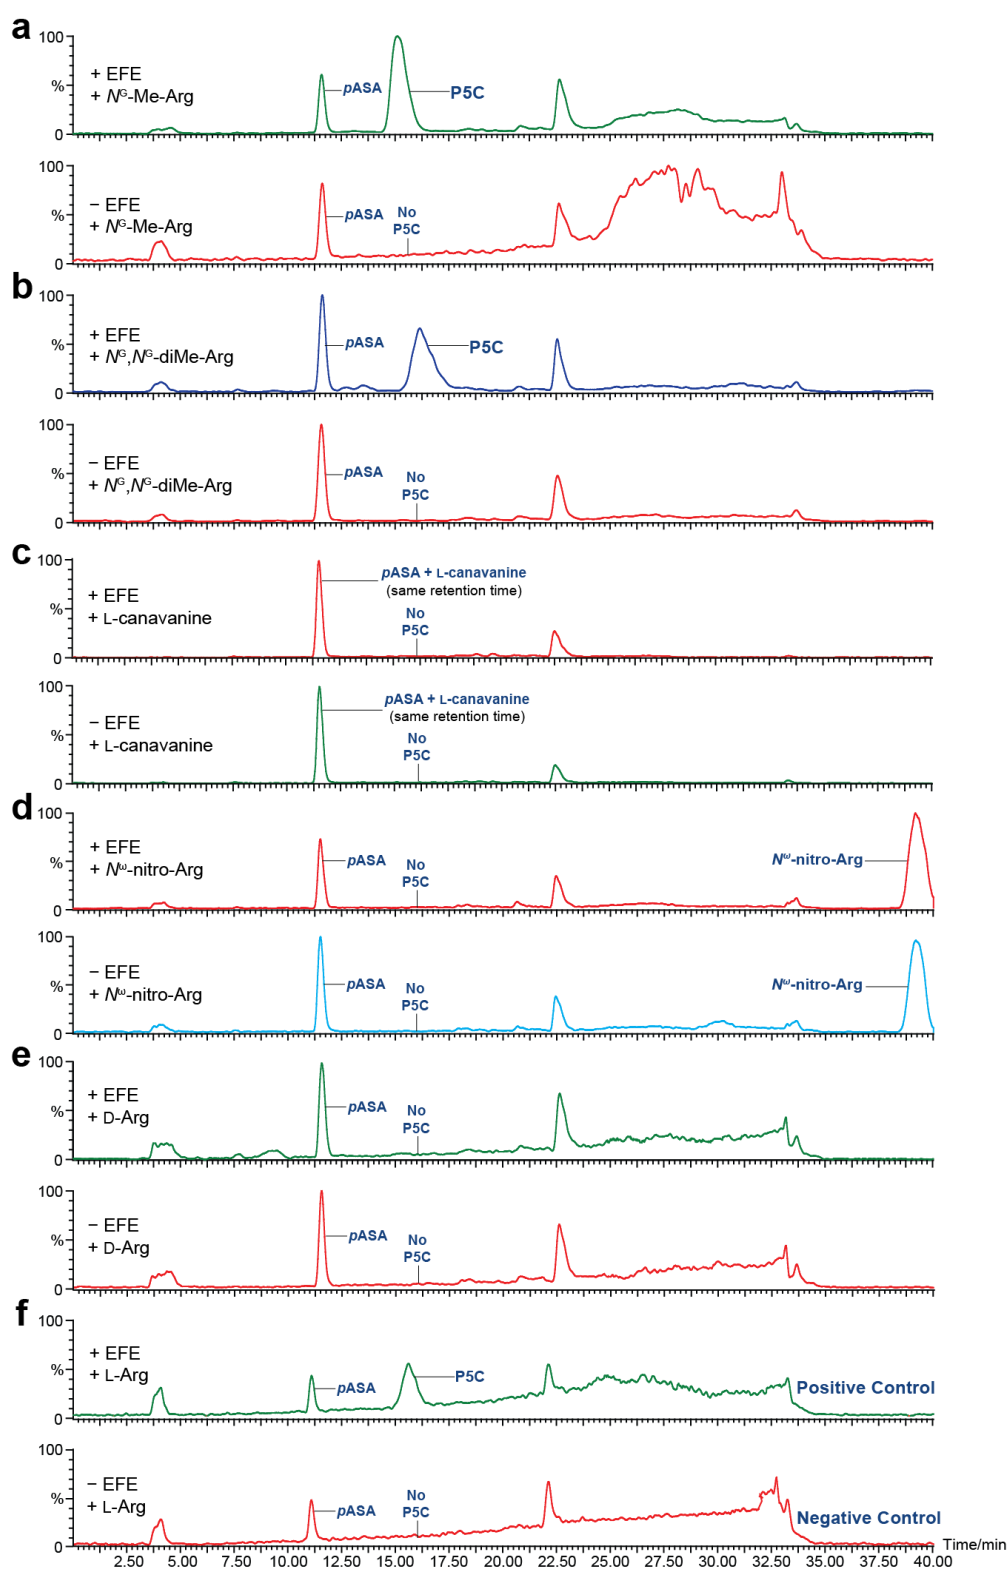 a
100
%
0
+ EFE
+ Nᴳ-Me-Arg
pASA
P5C
100
%
0
− EFE
+ Nᴳ-Me-Arg
pASA
No
P5C
b
100
%
0
+ EFE
+ Nᴳ,Nᴳ-diMe-Arg
pASA
P5C
100
%
0
− EFE
+ Nᴳ,Nᴳ-diMe-Arg
pASA
No
P5C
c
100
%
0
+ EFE
+ L-canavanine
pASA + L-canavanine
(same retention time)
No
P5C
100
%
0
− EFE
+ L-canavanine
pASA + L-canavanine
(same retention time)
No
P5C
d
100
%
0
+ EFE
+ Nω-nitro-Arg
pASA
No
P5C
Nω-nitro-Arg
100
%
0
− EFE
+ Nω-nitro-Arg
pASA
No
P5C
Nω-nitro-Arg
e
100
%
0
+ EFE
+ D-Arg
pASA
No
P5C
100
%
0
− EFE
+ D-Arg
pASA
No
P5C
f
100
%
0
+ EFE
+ L-Arg
pASA
P5C
Positive Control
100
%
0
− EFE
+ L-Arg
pASA
No
P5C
Negative Control
Time/min
2.50 5.00 7.50 10.00 12.50 15.00 17.50 20.00 22.50 25.00 27.50 30.00 32.50 35.00 37.50 40.00